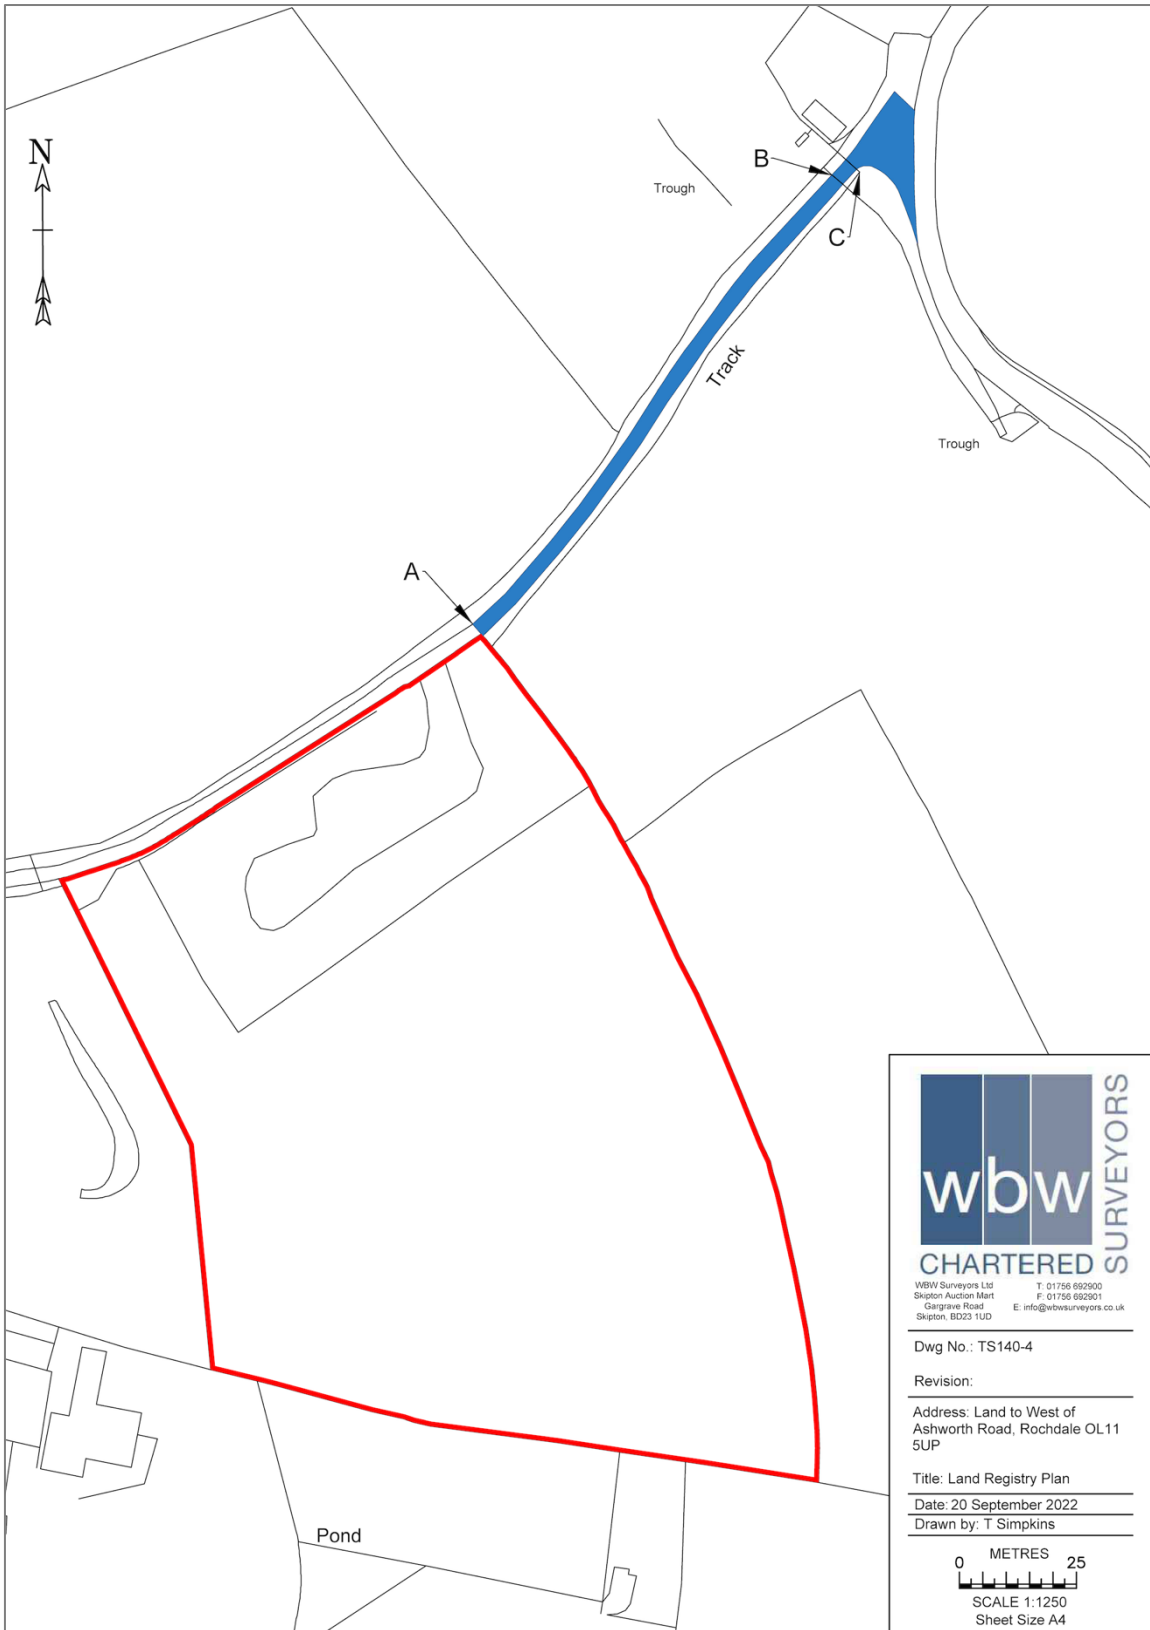 N
B
Trough
C
Track
Trough
A
Pond
wbw
CHARTERED
SURVEYORS
WBW Surveyors Ltd
Skipton Auction Mart
Gargrave Road
Skipton, BD23 1UD
T: 01756 692900
F: 01756 692901
E: info@wbwsurveyors.co.uk
Dwg No.: TS140-4
Revision:
Address: Land to West of
Ashworth Road, Rochdale OL11
5UP
Title: Land Registry Plan
Date: 20 September 2022
Drawn by: T Simpkins
METRES
0 25
SCALE 1:1250
Sheet Size A4